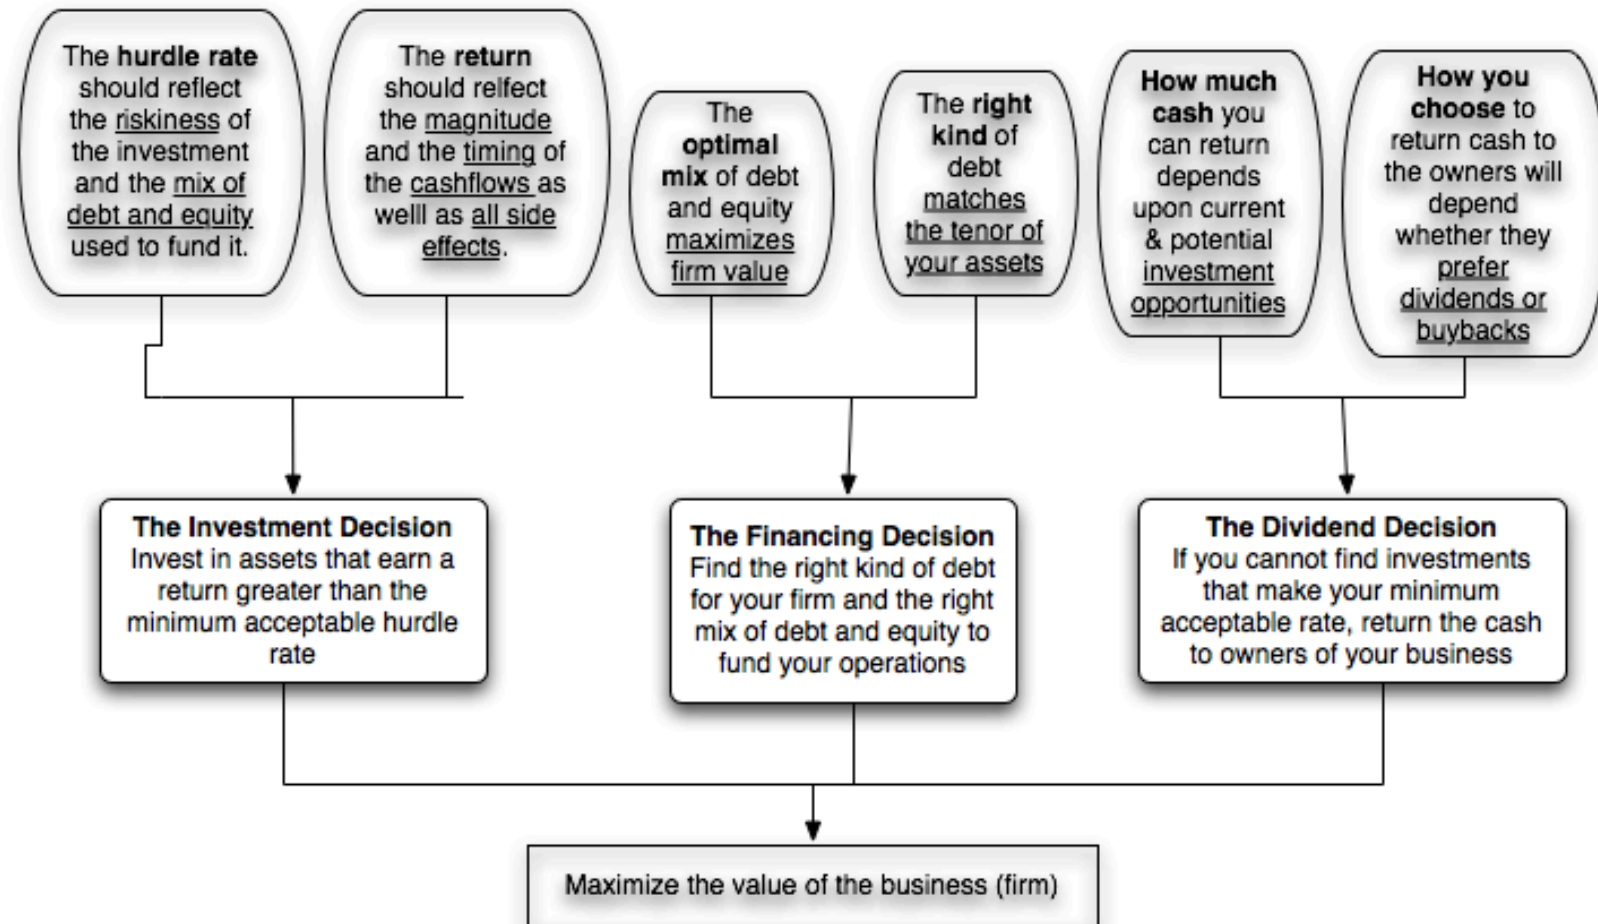 The hurdle rate
should reflect
the riskiness of
the investment
and the mix of
debt and equity
used to fund it.
The return
should relfect
the magnitude
and the timing of
the cashflows as
welll as all side
effects.
The
optimal
mix of debt
and equity
maximizes
firm value
The right
kind of
debt
matches
the tenor of
your assets
How much
cash you
can return
depends
upon current
& potential
investment
opportunities
How you
choose to
return cash to
the owners will
depend
whether they
prefer
dividends or
buybacks
The Investment Decision
Invest in assets that earn a
return greater than the
minimum acceptable hurdle
rate
The Financing Decision
Find the right kind of debt
for your firm and the right
mix of debt and equity to
fund your operations
The Dividend Decision
If you cannot find investments
that make your minimum
acceptable rate, return the cash
to owners of your business
Maximize the value of the business (firm)